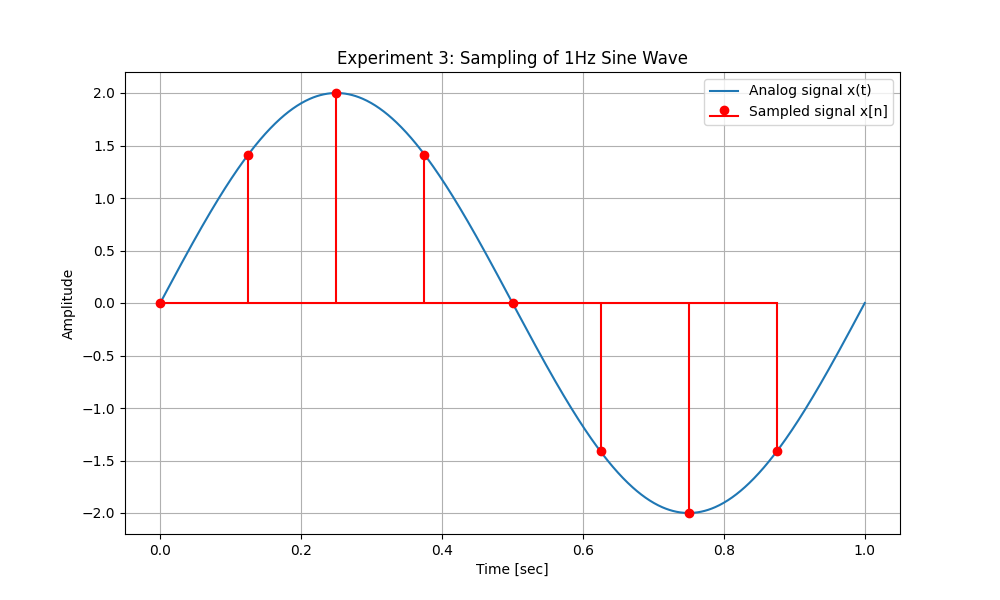 Experiment 3: Sampling of 1Hz Sine Wave
Analog signal x(t)
Sampled signal x[n]
Amplitude
2.0
1.5
1.0
0.5
0.0
−0.5
−1.0
−1.5
−2.0
0.0 0.2 0.4 0.6 0.8 1.0
Time [sec]